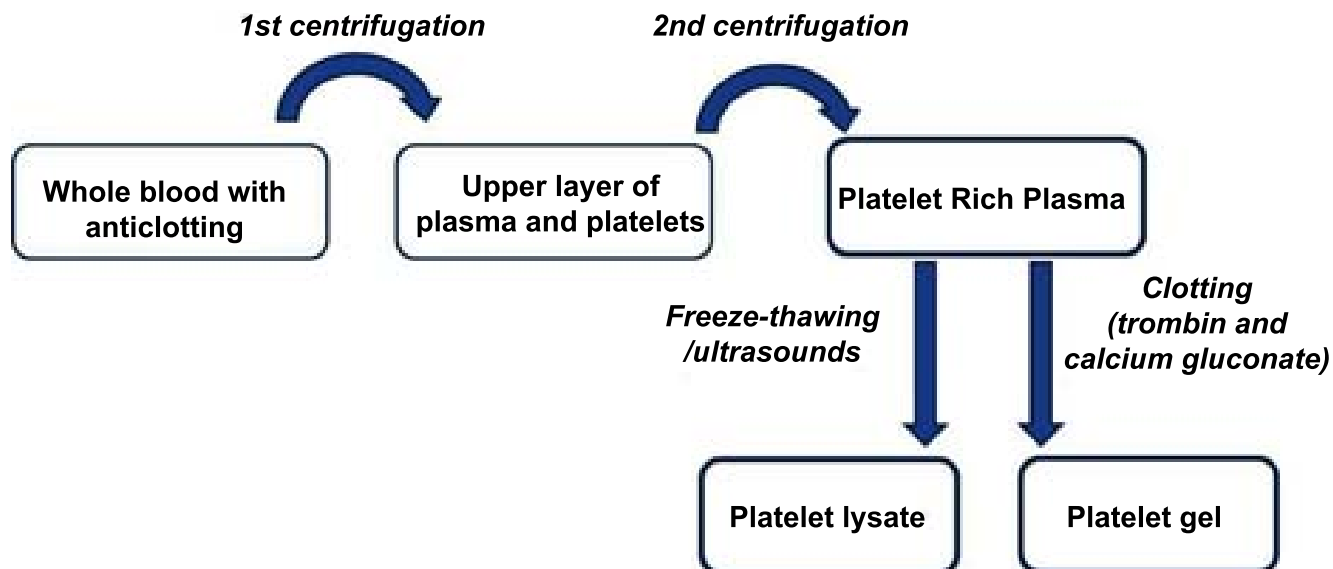 1st centrifugation
2nd centrifugation
Whole blood with
anticlotting
Upper layer of
plasma and platelets
Platelet Rich Plasma
Freeze-thawing
/ultrasounds
Clotting
(trombin and
calcium gluconate)
Platelet lysate
Platelet gel